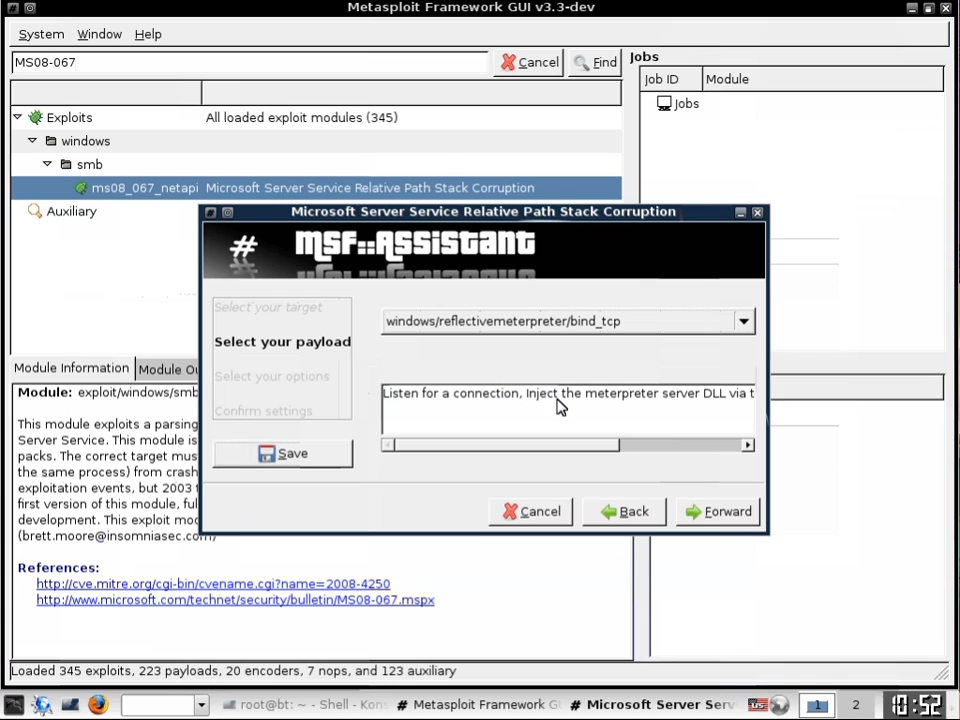 Metasploit Framework GUI v3.3-dev
System Window Help
MS08-067
Cancel
Find
Jobs
Job ID Module
Jobs
Exploits All loaded exploit modules (345)
windows
smb
ms08_067_netapi Microsoft Server Service Relative Path Stack Corruption
Auxiliary
Microsoft Server Service Relative Path Stack Corruption
# MSF::Assistant
Select your target
Select your payload
Select your options
Confirm settings
Save
windows/reflectivemeterpreter/bind_tcp
Listen for a connection, Inject the meterpreter server DLL via t
Cancel
Back
Forward
Module Information Module Ou
Module: exploit/windows/smb
This module exploits a parsing
Server Service. This module is
packs. The correct target mus
the same process) from crash
exploitation events, but 2003
first version of this module, ful
development. This exploit mod
(brett.moore@insomniasec.com)
References:
http://cve.mitre.org/cgi-bin/cvename.cgi?name=2008-4250
http://www.microsoft.com/technet/security/bulletin/MS08-067.mspx
Loaded 345 exploits, 223 payloads, 20 encoders, 7 nops, and 123 auxiliary
root@bt: ~ - Shell - Kons
Metasploit Framework G
Microsoft Server Serv
US
1
2
10:52